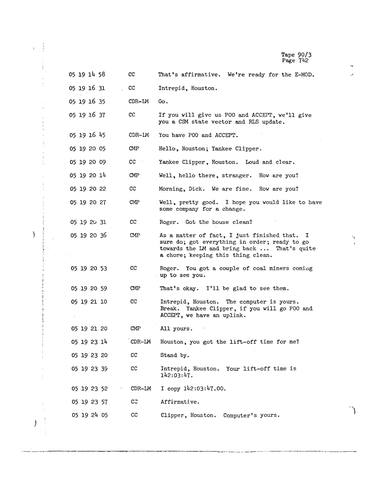 Tape 90/3
Page 742
05 19 14 58 CC That's affirmative. We're ready for the E-MOD.
05 19 16 31 CC Intrepid, Houston.
05 19 16 35 CDR-LM Go.
05 19 16 37 CC If you will give us POO and ACCEPT, we'll give
you a CSM state vector and RLS update.
05 19 16 45 CDR-LM You have POO and ACCEPT.
05 19 20 05 CMP Hello, Houston; Yankee Clipper.
05 19 20 09 CC Yankee Clipper, Houston. Loud and clear.
05 19 20 14 CMP Well, hello there, stranger. How are you?
05 19 20 22 CC Morning, Dick. We are fine. How are you?
05 19 20 27 CMP Well, pretty good. I hope you would like to have
some company for a change.
05 19 20 31 CC Roger. Got the house clean?
05 19 20 36 CMP As a matter of fact, I just finished that. I
sure do; got everything in order; ready to go
towards the LM and bring back ... That's quite
a chore; keeping this thing clean.
05 19 20 53 CC Roger. You got a couple of coal miners coming
up to see you.
05 19 20 59 CMP That's okay. I'll be glad to see them.
05 19 21 10 CC Intrepid, Houston. The computer is yours.
Break. Yankee Clipper, if you will go POO and
ACCEPT, we have an uplink.
05 19 21 20 CMP All yours.
05 19 23 14 CDR-LM Houston, you got the lift-off time for me?
05 19 23 20 CC Stand by.
05 19 23 39 CC Intrepid, Houston. Your lift-off time is
142:03:47.
05 19 23 52 CDR-LM I copy 142:03:47.00.
05 19 23 57 CC Affirmative.
05 19 24 05 CC Clipper, Houston. Computer's yours.